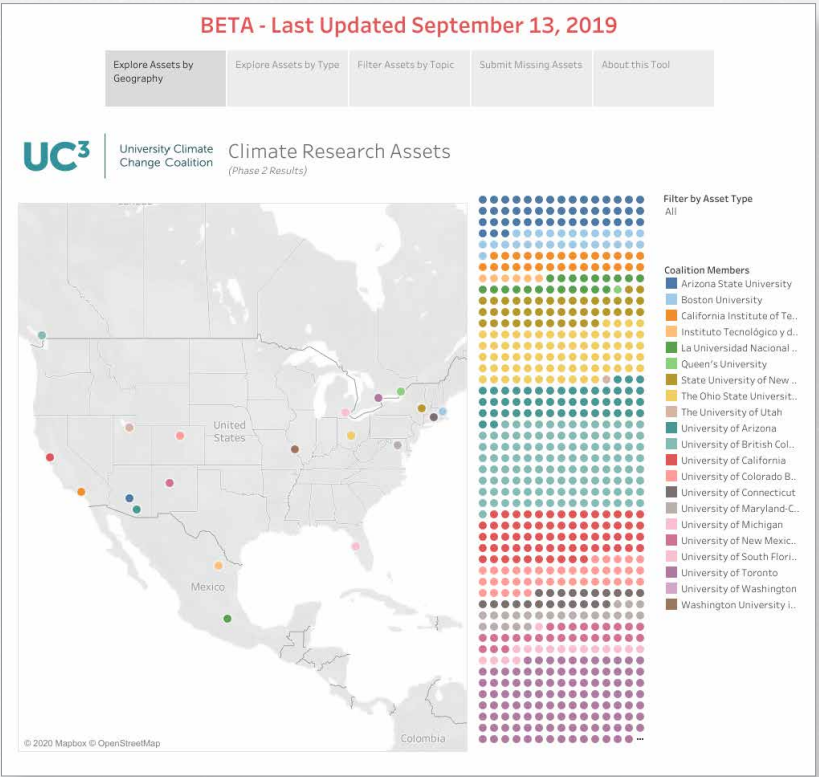 BETA - Last Updated September 13, 2019
Explore Assets by
Geography
Explore Assets by Type
Filter Assets by Topic
Submit Missing Assets
About this Tool
UC³
University Climate
Change Coalition
Climate Research Assets
(Phase 2 Results)
Filter by Asset Type
All
Coalition Members
Arizona State University
Boston University
California Institute of Te..
Instituto Tecnológico y d..
La Universidad Nacional ..
Queen's University
State University of New ..
The Ohio State Universit..
The University of Utah
University of Arizona
University of British Col..
University of California
University of Colorado B..
University of Connecticut
University of Maryland-C..
University of Michigan
University of New Mexic..
University of South Flori..
University of Toronto
University of Washington
Washington University i..
United
States
Mexico
Colombia
© 2020 Mapbox © OpenStreetMap
...